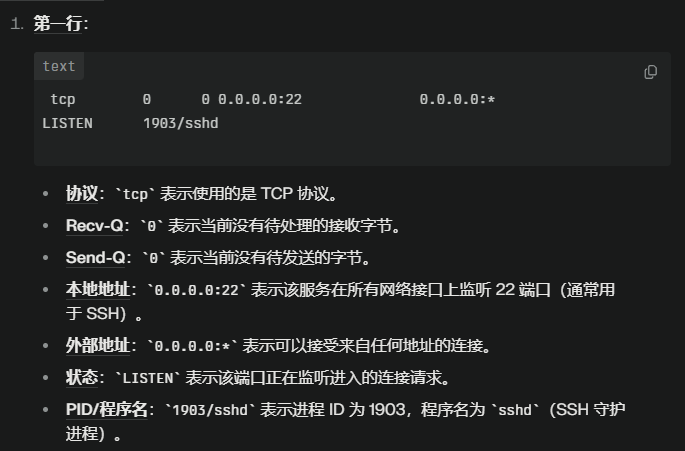 1. 第一行：
text
tcp 0 0 0.0.0.0:22 0.0.0.0:*
LISTEN 1903/sshd
• 协议：`tcp` 表示使用的是 TCP 协议。
• Recv-Q：`0` 表示当前没有待处理的接收字节。
• Send-Q：`0` 表示当前没有待发送的字节。
• 本地地址：`0.0.0.0:22` 表示该服务在所有网络接口上监听 22 端口（通常用
于 SSH）。
• 外部地址：`0.0.0.0:*` 表示可以接受来自任何地址的连接。
• 状态：`LISTEN` 表示该端口正在监听进入的连接请求。
• PID/程序名：`1903/sshd` 表示进程 ID 为 1903，程序名为 `sshd`（SSH 守护
进程）。